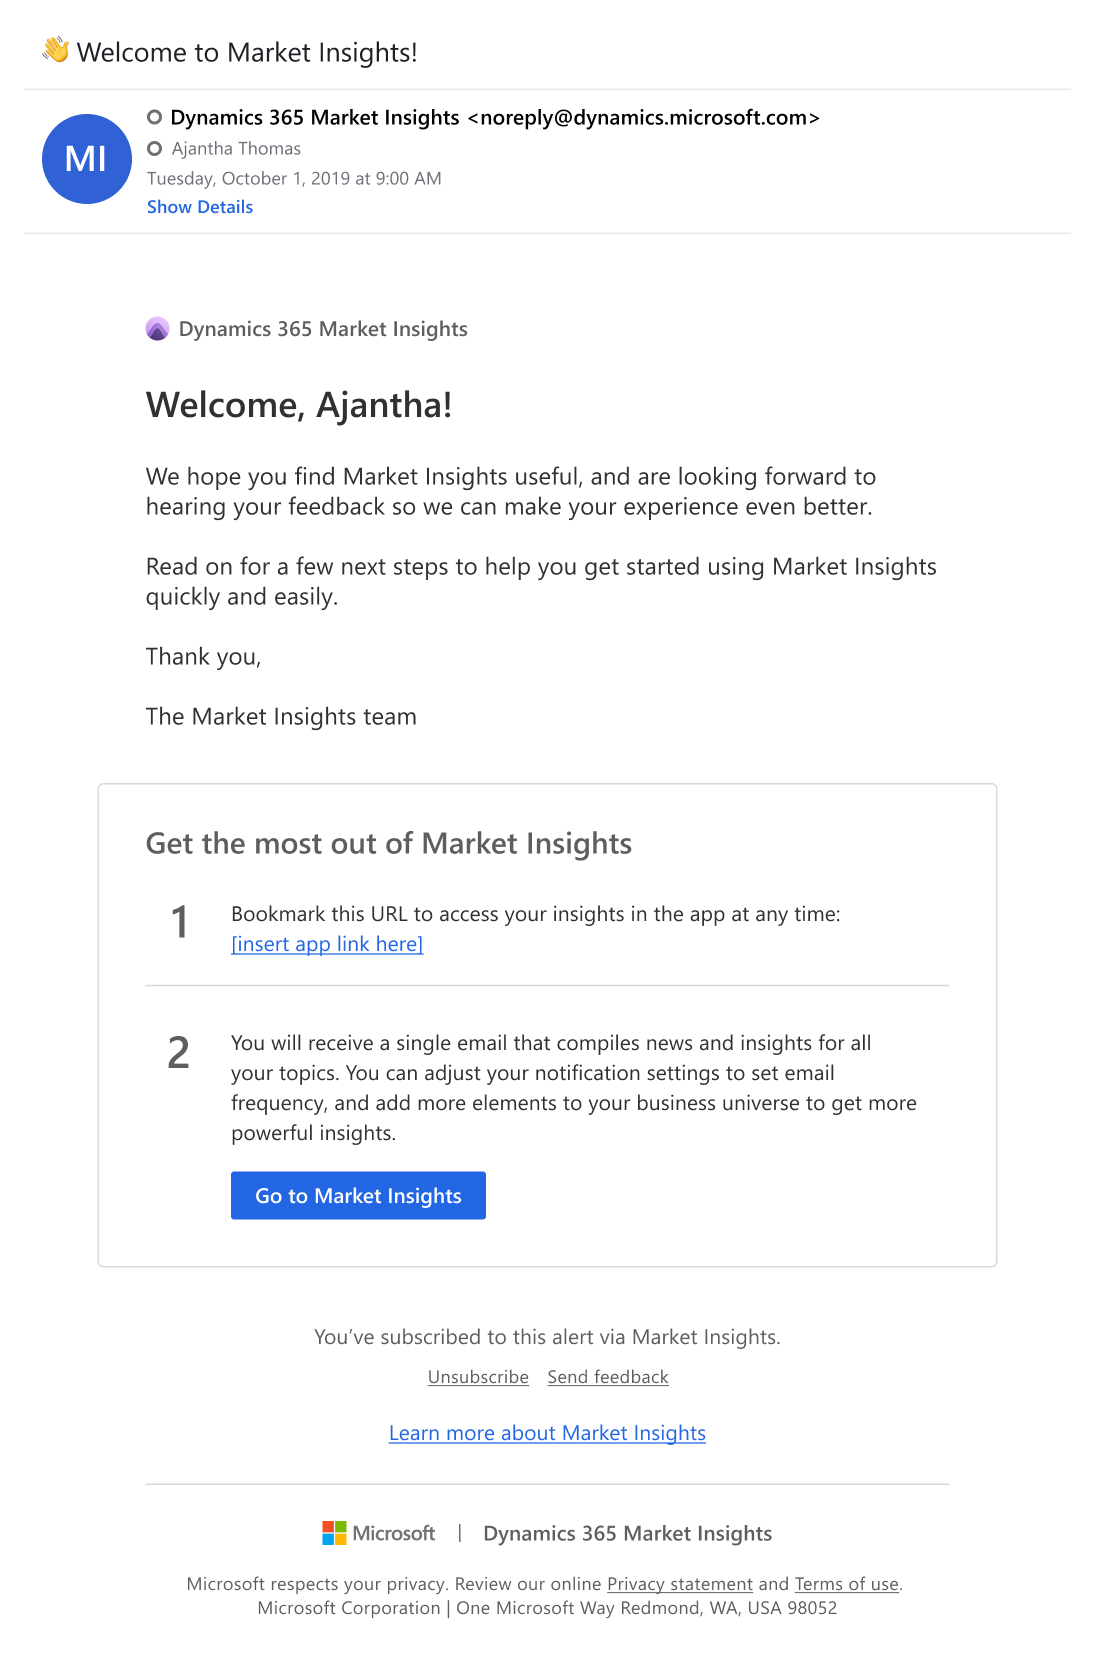 👋 Welcome to Market Insights!
MI
Dynamics 365 Market Insights <noreply@dynamics.microsoft.com>
Ajantha Thomas
Tuesday, October 1, 2019 at 9:00 AM
Show Details
Dynamics 365 Market Insights
Welcome, Ajantha!
We hope you find Market Insights useful, and are looking forward to
hearing your feedback so we can make your experience even better.
Read on for a few next steps to help you get started using Market Insights
quickly and easily.
Thank you,
The Market Insights team
Get the most out of Market Insights
1
Bookmark this URL to access your insights in the app at any time:
[insert app link here]
2
You will receive a single email that compiles news and insights for all
your topics. You can adjust your notification settings to set email
frequency, and add more elements to your business universe to get more
powerful insights.
Go to Market Insights
You’ve subscribed to this alert via Market Insights.
Unsubscribe Send feedback
Learn more about Market Insights
Microsoft | Dynamics 365 Market Insights
Microsoft respects your privacy. Review our online Privacy statement and Terms of use.
Microsoft Corporation | One Microsoft Way Redmond, WA, USA 98052